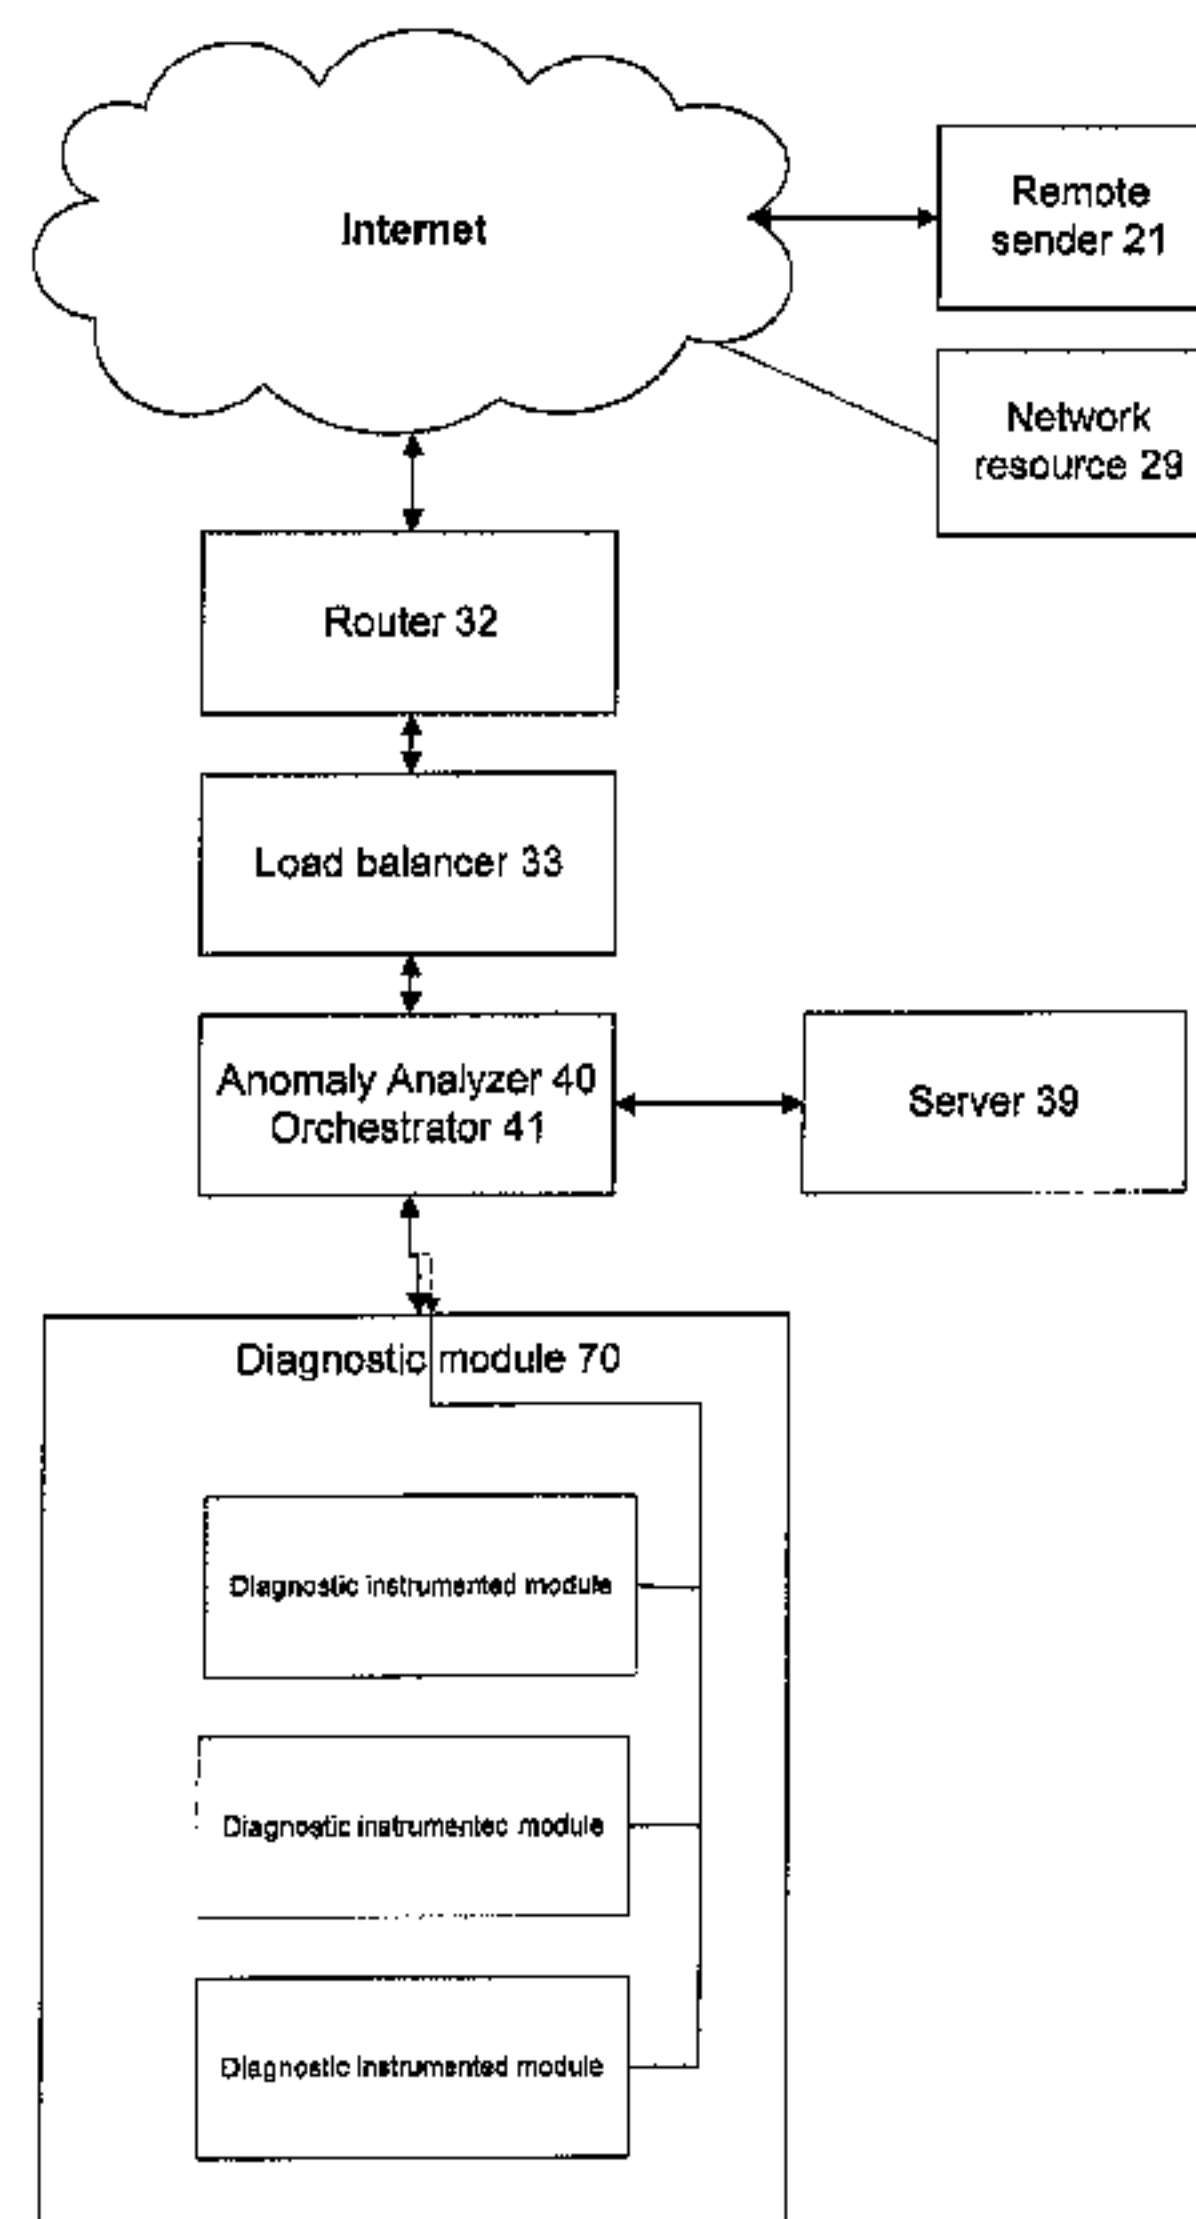 Internet
Remote
sender 21
Network
resource 29
Router 32
Load balancer 33
Anomaly Analyzer 40
Orchestrator 41
Server 39
Diagnostic module 70
Diagnostic instrumented module
Diagnostic instrumented module
Diagnostic instrumented module